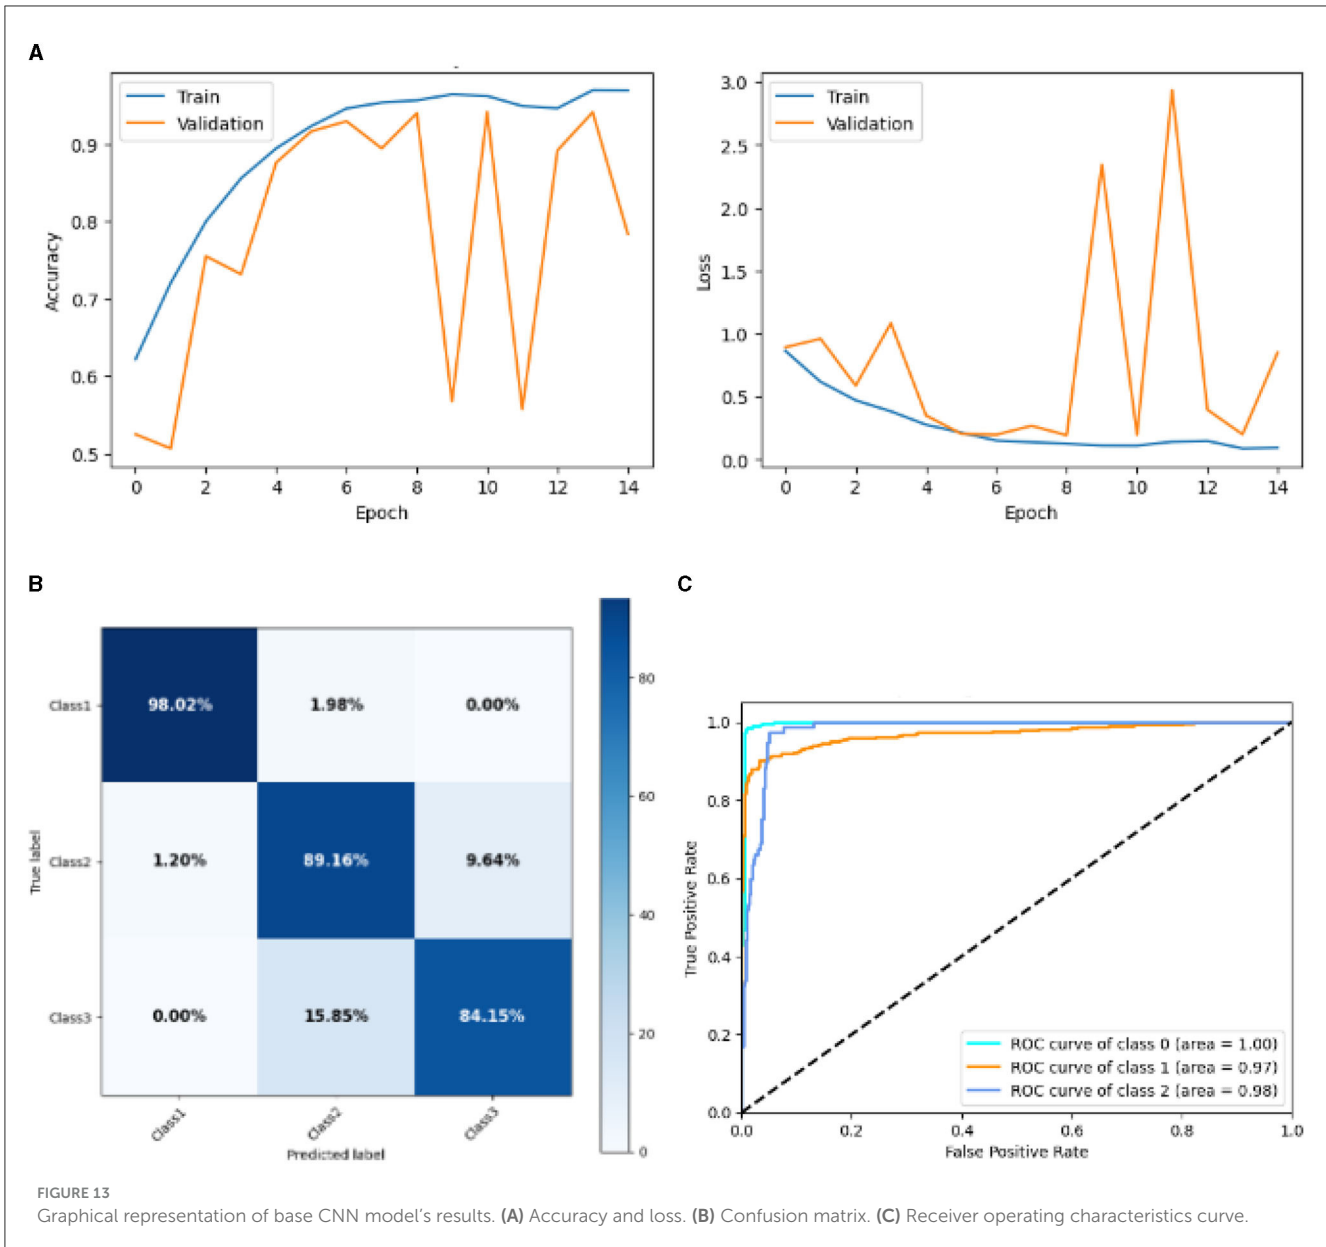 A
Train
Validation
0.9
0.8
0.7
0.6
0.5
Accuracy
0 2 4 6 8 10 12 14
Epoch
Train
Validation
3.0
2.5
2.0
1.5
1.0
0.5
0.0
Loss
0 2 4 6 8 10 12 14
Epoch
B
True label
Class1 98.02% 1.98% 0.00%
Class2 1.20% 89.16% 9.64%
Class3 0.00% 15.85% 84.15%
Class1 Class2 Class3
Predicted label
80
60
40
20
0
C
1.0
0.8
0.6
0.4
0.2
0.0
True Positive Rate
ROC curve of class 0 (area = 1.00)
ROC curve of class 1 (area = 0.97)
ROC curve of class 2 (area = 0.98)
0.0 0.2 0.4 0.6 0.8 1.0
False Positive Rate
FIGURE 13
Graphical representation of base CNN model's results. (A) Accuracy and loss. (B) Confusion matrix. (C) Receiver operating characteristics curve.